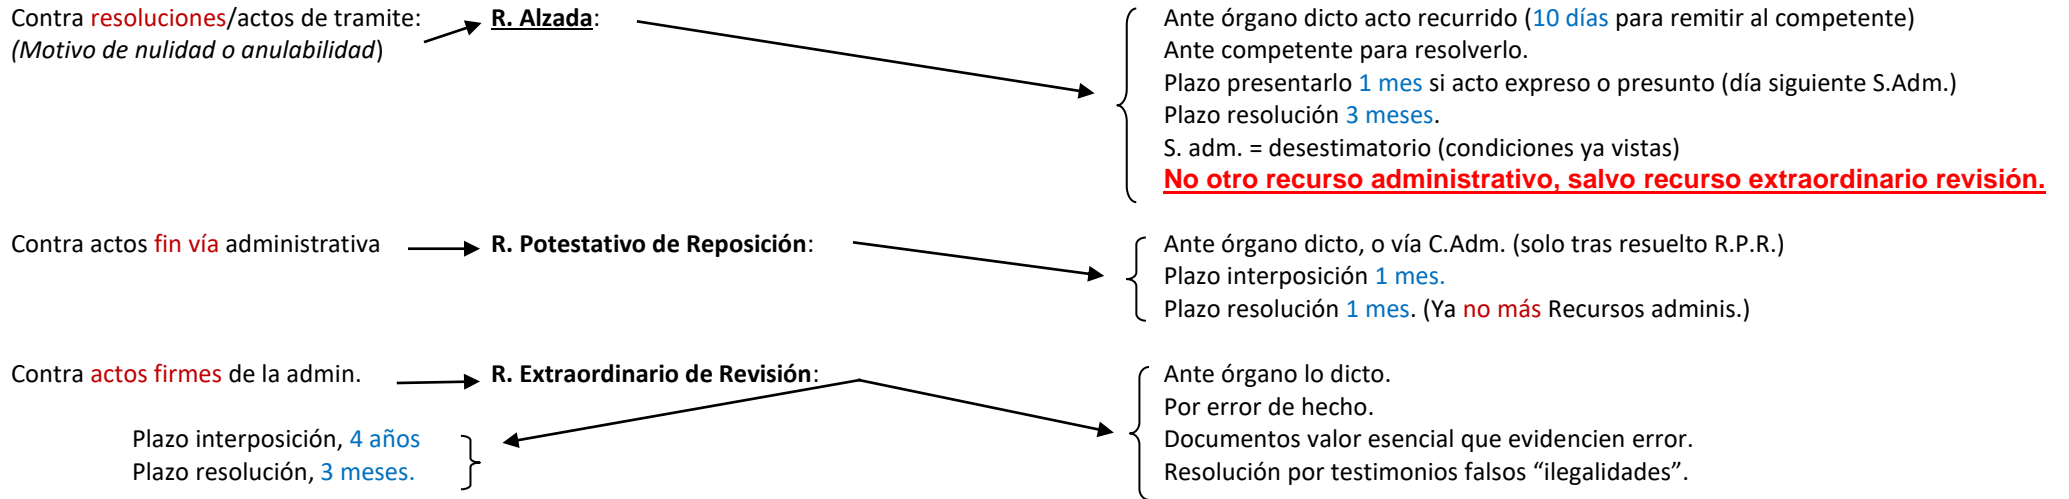 Contra resoluciones/actos de tramite:
(Motivo de nulidad o anulabilidad)
R. Alzada:
Ante órgano dicto acto recurrido (10 días para remitir al competente)
Ante competente para resolverlo.
Plazo presentarlo 1 mes si acto expreso o presunto (día siguiente S.Adm.)
Plazo resolución 3 meses.
S. adm. = desestimatorio (condiciones ya vistas)
No otro recurso administrativo, salvo recurso extraordinario revisión.
Contra actos fin vía administrativa
R. Potestativo de Reposición:
Ante órgano dicto, o vía C.Adm. (solo tras resuelto R.P.R.)
Plazo interposición 1 mes.
Plazo resolución 1 mes. (Ya no más Recursos adminis.)
Contra actos firmes de la admin.
R. Extraordinario de Revisión:
Plazo interposición, 4 años
Plazo resolución, 3 meses.
Ante órgano lo dicto.
Por error de hecho.
Documentos valor esencial que evidencien error.
Resolución por testimonios falsos “ilegalidades”.